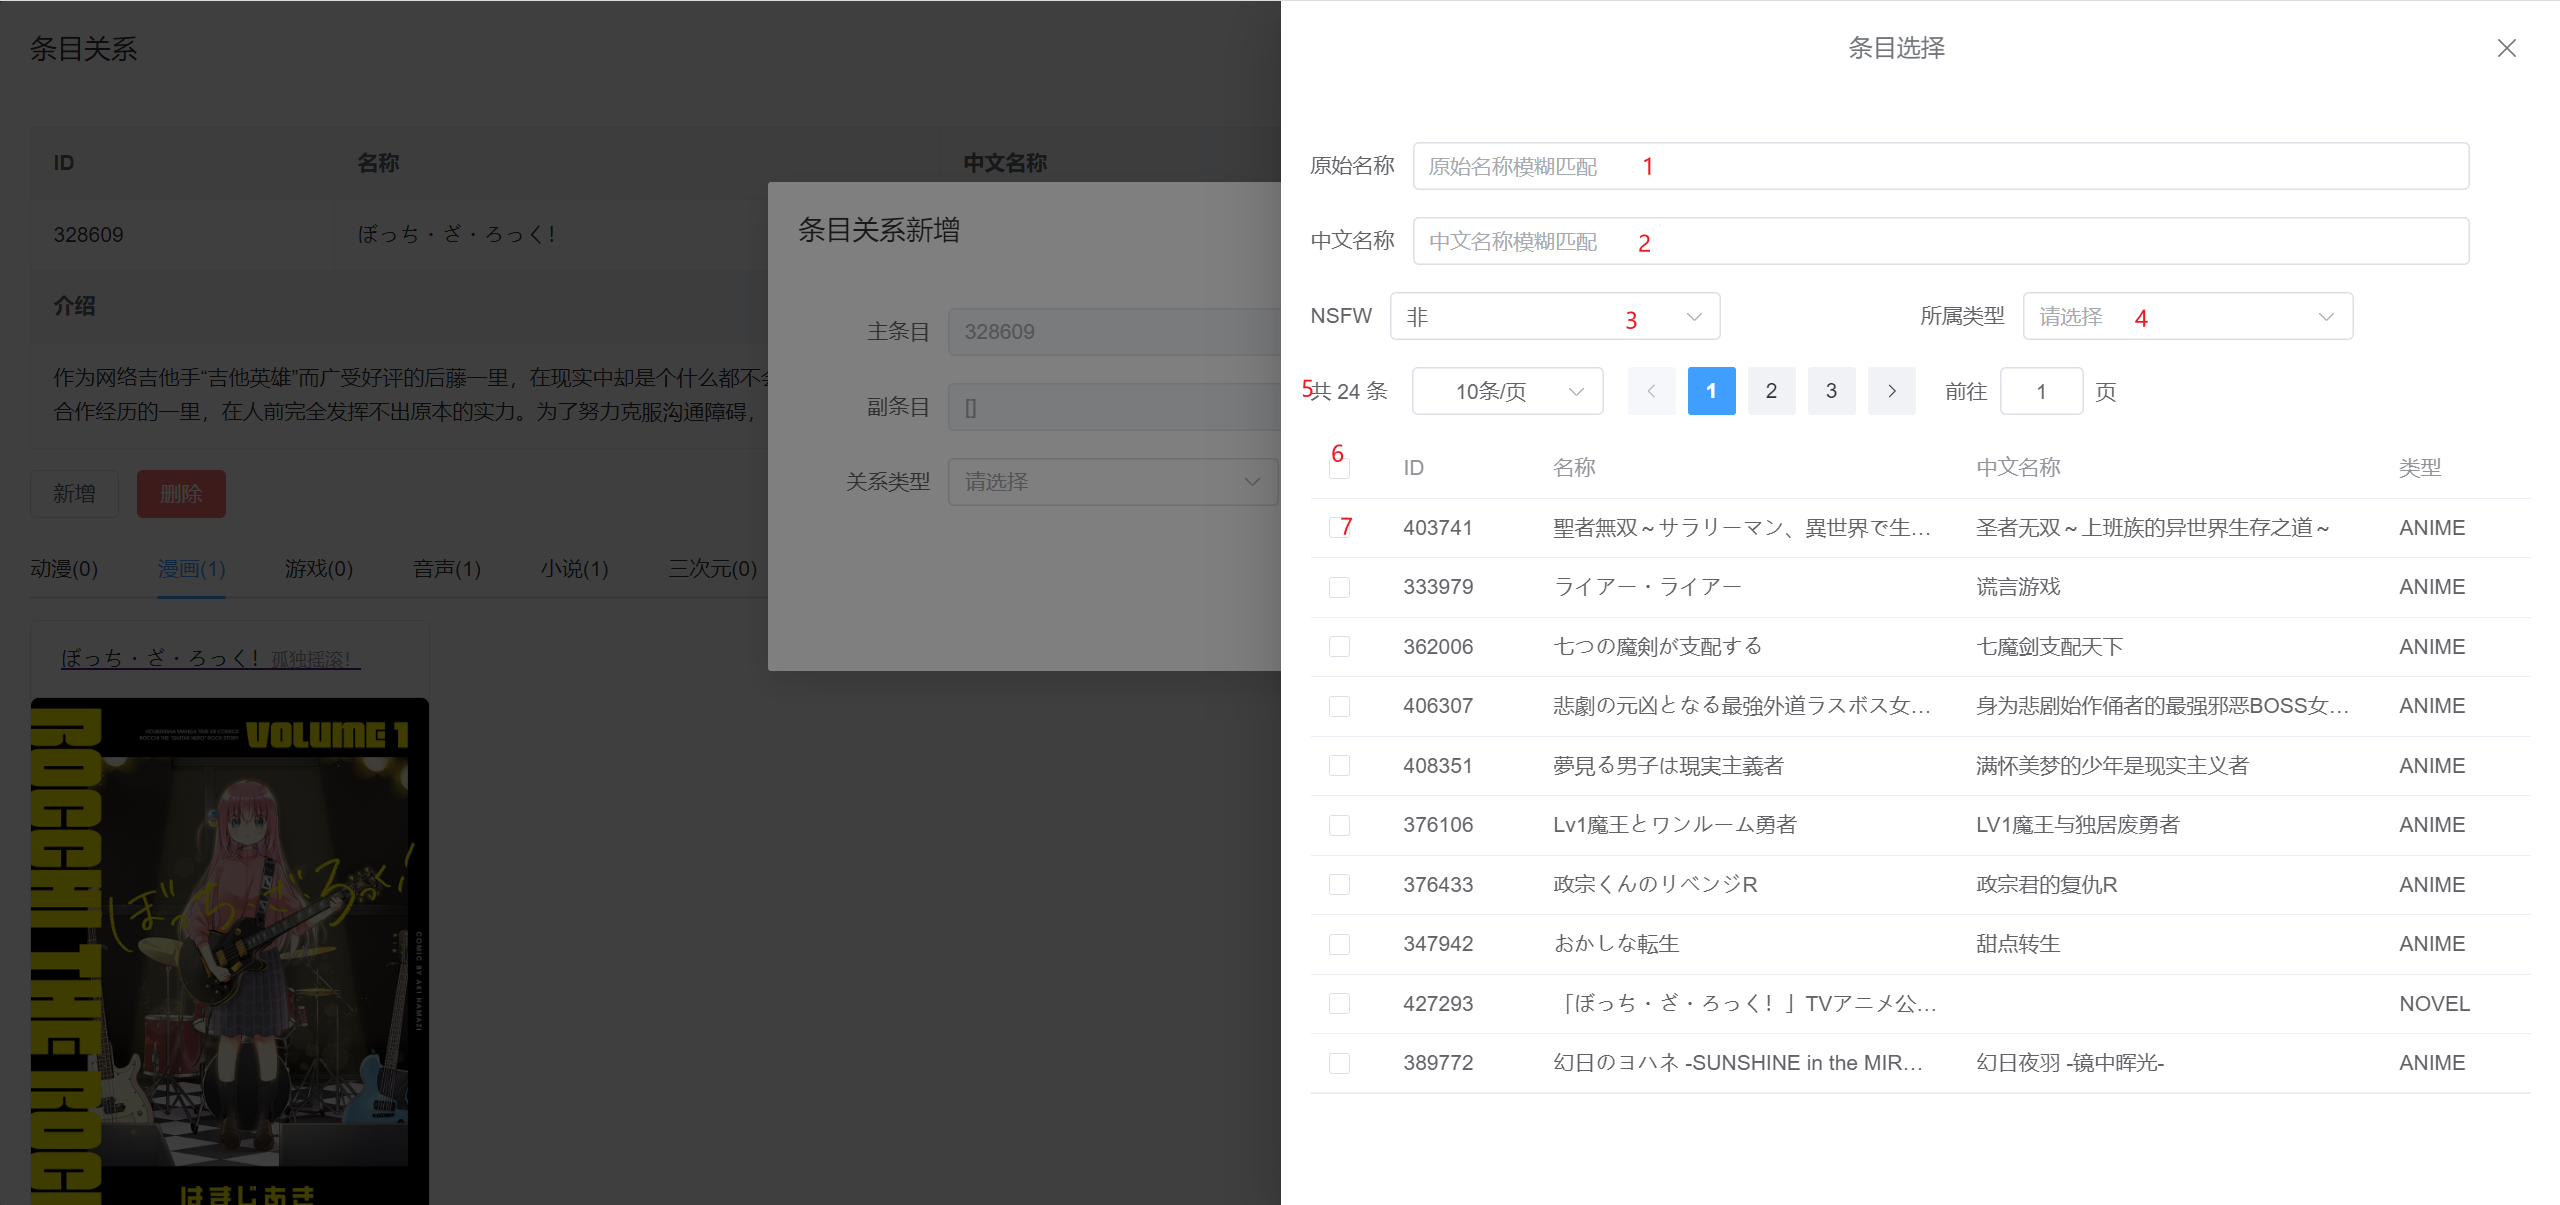 条目关系
ID 名称 中文名称
328609 ぼっち・ざ・ろっく！
介绍
作为网络吉他手“吉他英雄”而广受好评的后藤一里，在现实中却是个什么都不会
合作经历的一里，在人前完全发挥不出原本的实力。为了努力克服沟通障碍，
新增 删除
动漫(0) 漫画(1) 游戏(0) 音声(1) 小说(1) 三次元(0)
ぼっち・ざ・ろっく！ 孤独摇滚！
VOLUME 1
BOCCHI THE ROCK
ぼっち・ざ・ろっく！
COMIC BY AKI HAMAZI
はまじあき
条目关系新增
主条目 328609
副条目 []
关系类型 请选择
条目选择
原始名称 原始名称模糊匹配 1
中文名称 中文名称模糊匹配 2
NSFW 非 3 所属类型 请选择 4
5 共 24 条 10条/页 1 2 3 前往 1 页
6 ID 名称 中文名称 类型
7 403741 聖者無双～サラリーマン、異世界で生… 圣者无双～上班族的异世界生存之道～ ANIME
333979 ライアー・ライアー 谎言游戏 ANIME
362006 七つの魔剣が支配する 七魔剑支配天下 ANIME
406307 悲劇の元凶となる最強外道ラスボス女… 身为悲剧始作俑者的最强邪恶BOSS女… ANIME
408351 夢見る男子は現実主義者 满怀美梦的少年是现实主义者 ANIME
376106 Lv1魔王とワンルーム勇者 LV1魔王与独居废勇者 ANIME
376433 政宗くんのリベンジR 政宗君的复仇R ANIME
347942 おかしな転生 甜点转生 ANIME
427293 「ぼっち・ざ・ろっく！」TVアニメ公… NOVEL
389772 幻日のヨハネ -SUNSHINE in the MIR… 幻日夜羽 -镜中晖光- ANIME